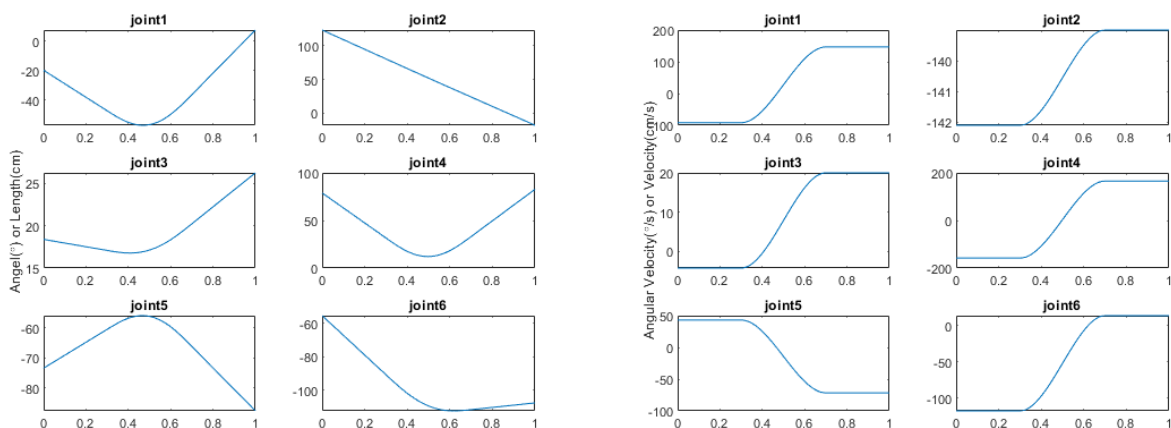 joint1
0
-20
-40
0 0.2 0.4 0.6 0.8 1
joint2
100
50
0
0 0.2 0.4 0.6 0.8 1
joint3
25
20
15
0 0.2 0.4 0.6 0.8 1
joint4
100
50
0
0 0.2 0.4 0.6 0.8 1
joint5
-60
-70
-80
0 0.2 0.4 0.6 0.8 1
joint6
-60
-80
-100
0 0.2 0.4 0.6 0.8 1
Angel(°) or Length(cm)
joint1
200
100
0
-100
0 0.2 0.4 0.6 0.8 1
joint2
-140
-141
-142
0 0.2 0.4 0.6 0.8 1
joint3
20
10
0
0 0.2 0.4 0.6 0.8 1
joint4
200
0
-200
0 0.2 0.4 0.6 0.8 1
joint5
50
0
-50
-100
0 0.2 0.4 0.6 0.8 1
joint6
0
-50
-100
0 0.2 0.4 0.6 0.8 1
Angular Velocity(°/s) or Velocity(cm/s)